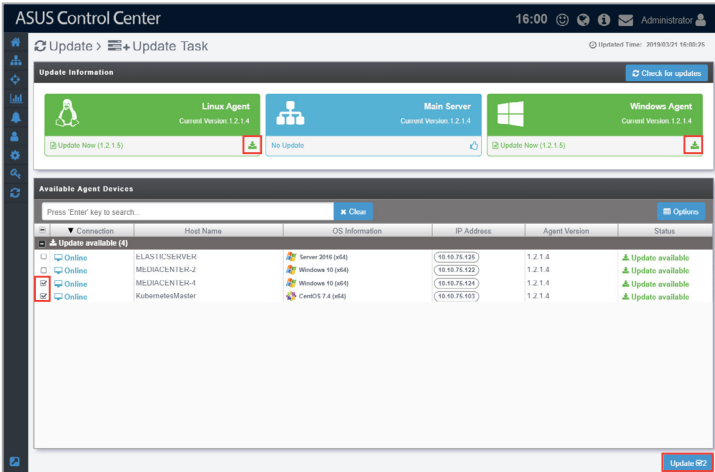 ASUS Control Center
16:00 Administrator
Update > Update Task
Updated Time: 2019/03/21 16:00:25
Update Information
Check for updates
Linux Agent
Current Version:1.2.1.4
Update Now (1.2.1.5)
Main Server
Current Version:1.2.1.4
No Update
Windows Agent
Current Version:1.2.1.4
Update Now (1.2.1.5)
Available Agent Devices
Press 'Enter' key to search...
Clear
Options
Connection Host Name OS Information IP Address Agent Version Status
Update available (4)
Online ELASTICSERVER Server 2016 (x64) 10.10.75.125 1.2.1.4 Update available
Online MEDIACENTER-2 Windows 10 (x64) 10.10.75.122 1.2.1.4 Update available
Online MEDIACENTER-4 Windows 10 (x64) 10.10.75.124 1.2.1.4 Update available
Online KubernetesMaster CentOS 7.4 (x64) 10.10.75.103 1.2.1.4 Update available
Update 2